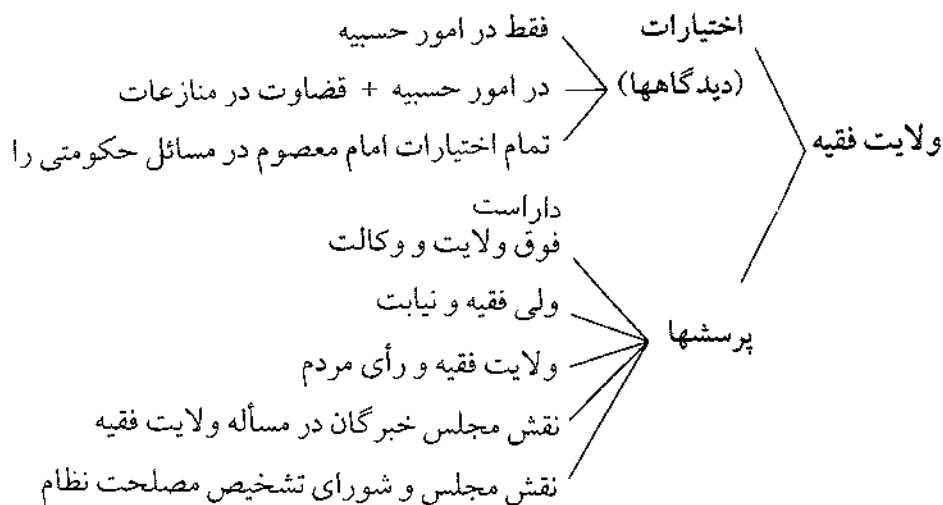 ولایت فقیه
اختیارات
(دیدگاهها)
فقط در امور حسبیه
در امور حسبیه + قضاوت در منازعات
تمام اختیارات امام معصوم در مسائل حکومتی را
داراست
پرسشها
فوق ولایت و وکالت
ولی فقیه و نیابت
ولایت فقیه و رأی مردم
نقش مجلس خبرگان در مسأله ولایت فقیه
نقش مجلس و شورای تشخیص مصلحت نظام